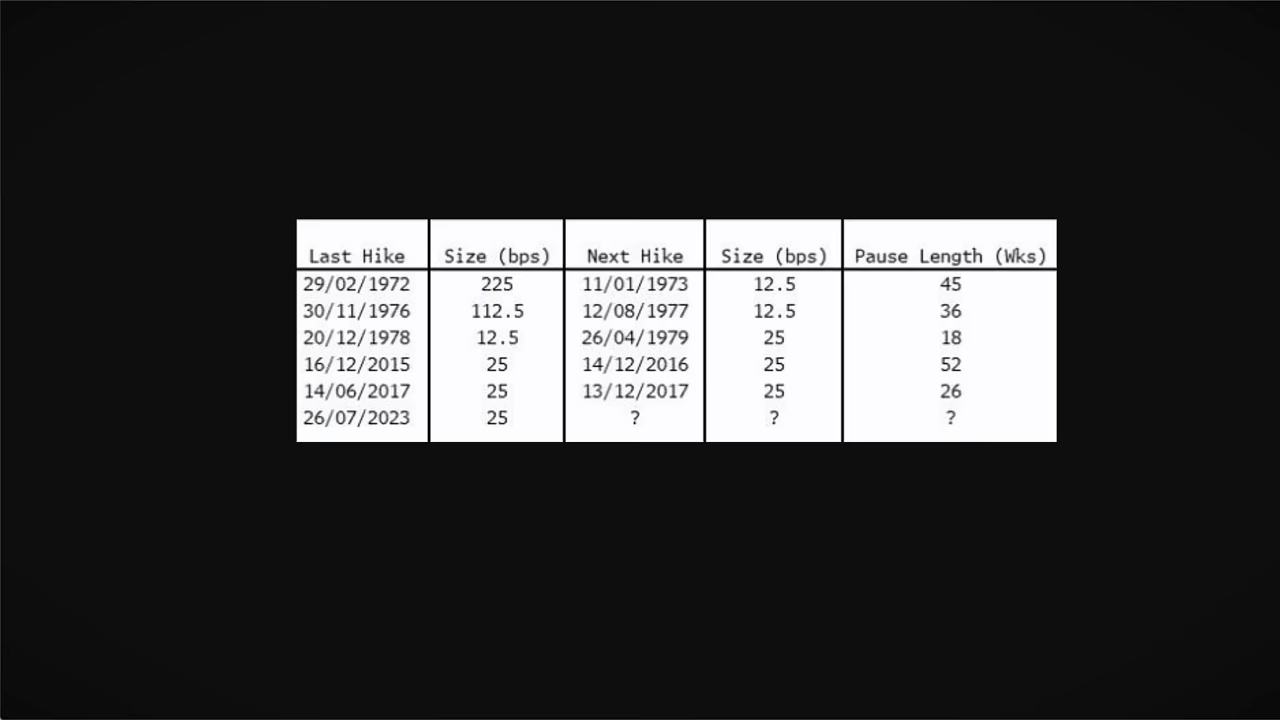 Last Hike Size (bps) Next Hike Size (bps) Pause Length (Wks)
29/02/1972 225 11/01/1973 12.5 45
30/11/1976 112.5 12/08/1977 12.5 36
20/12/1978 12.5 26/04/1979 25 18
16/12/2015 25 14/12/2016 25 52
14/06/2017 25 13/12/2017 25 26
26/07/2023 25 ? ? ?